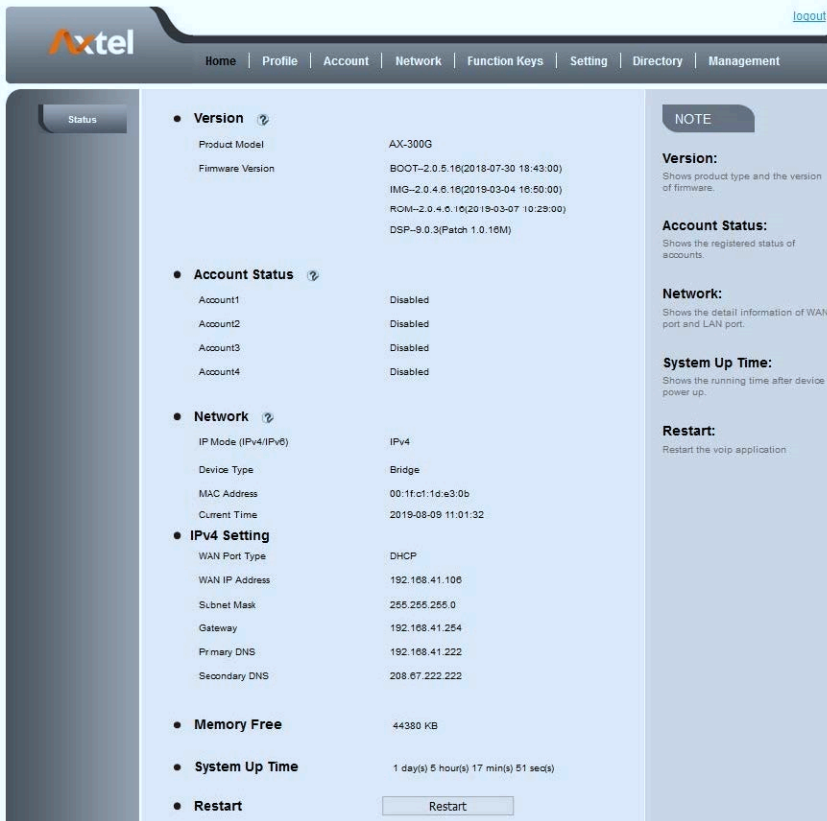 logout
Axtel
Home | Profile | Account | Network | Function Keys | Setting | Directory | Management
Status
Version
Product Model AX-300G
Firmware Version BOOT--2.0.5.16(2018-07-30 18:43:00)
IMG--2.0.4.6.16(2019-03-04 16:50:00)
ROM--2.0.4.6.16(2019-03-07 10:29:00)
DSP--9.0.3(Patch 1.0.16M)
Account Status
Account1 Disabled
Account2 Disabled
Account3 Disabled
Account4 Disabled
Network
IP Mode (IPv4/IPv6) IPv4
Device Type Bridge
MAC Address 00:1f:c1:1d:e3:0b
Current Time 2019-08-09 11:01:32
IPv4 Setting
WAN Port Type DHCP
WAN IP Address 192.168.41.106
Subnet Mask 255.255.255.0
Gateway 192.168.41.254
Primary DNS 192.168.41.222
Secondary DNS 208.67.222.222
Memory Free 44380 KB
System Up Time 1 day(s) 5 hour(s) 17 min(s) 51 sec(s)
Restart Restart
NOTE
Version:
Shows product type and the version
of firmware.
Account Status:
Shows the registered status of
accounts.
Network:
Shows the detail information of WAN
port and LAN port.
System Up Time:
Shows the running time after device
power up.
Restart:
Restart the voip application